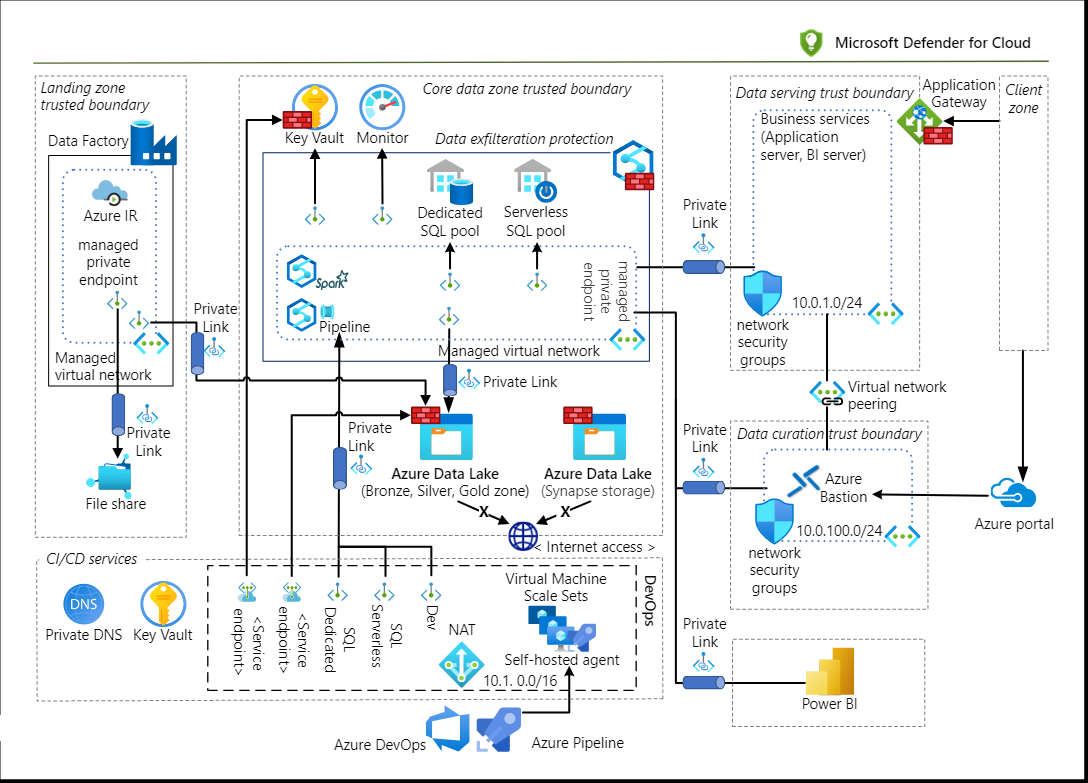 Microsoft Defender for Cloud
Landing zone
trusted boundary
Data Factory
Azure IR
managed
private
endpoint
Managed
virtual network
Private
Link
Private
Link
File share
Core data zone trusted boundary
Key Vault
Monitor
Data exfilteration protection
Dedicated
SQL pool
Serverless
SQL pool
Spark
Pipeline
managed
private
endpoint
Managed virtual network
Private Link
Private
Link
Azure Data Lake
(Bronze, Silver, Gold zone)
Azure Data Lake
(Synapse storage)
X
X
< Internet access >
Data serving trust boundary
Business services
(Application
server, BI server)
Application
Gateway
Client
zone
Private
Link
10.0.1.0/24
network
security
groups
Virtual network
peering
Data curation trust boundary
Private
Link
Azure
Bastion
10.0.100.0/24
network
security
groups
Azure portal
Private
Link
Power BI
CI/CD services
DNS
Private DNS
Key Vault
<Service
endpoint>
<Service
endpoint>
SQL
Dedicated
SQL
Serverless
Dev
NAT
Virtual Machine
Scale Sets
Self-hosted agent
10.1. 0.0/16
DevOps
Azure DevOps
Azure Pipeline